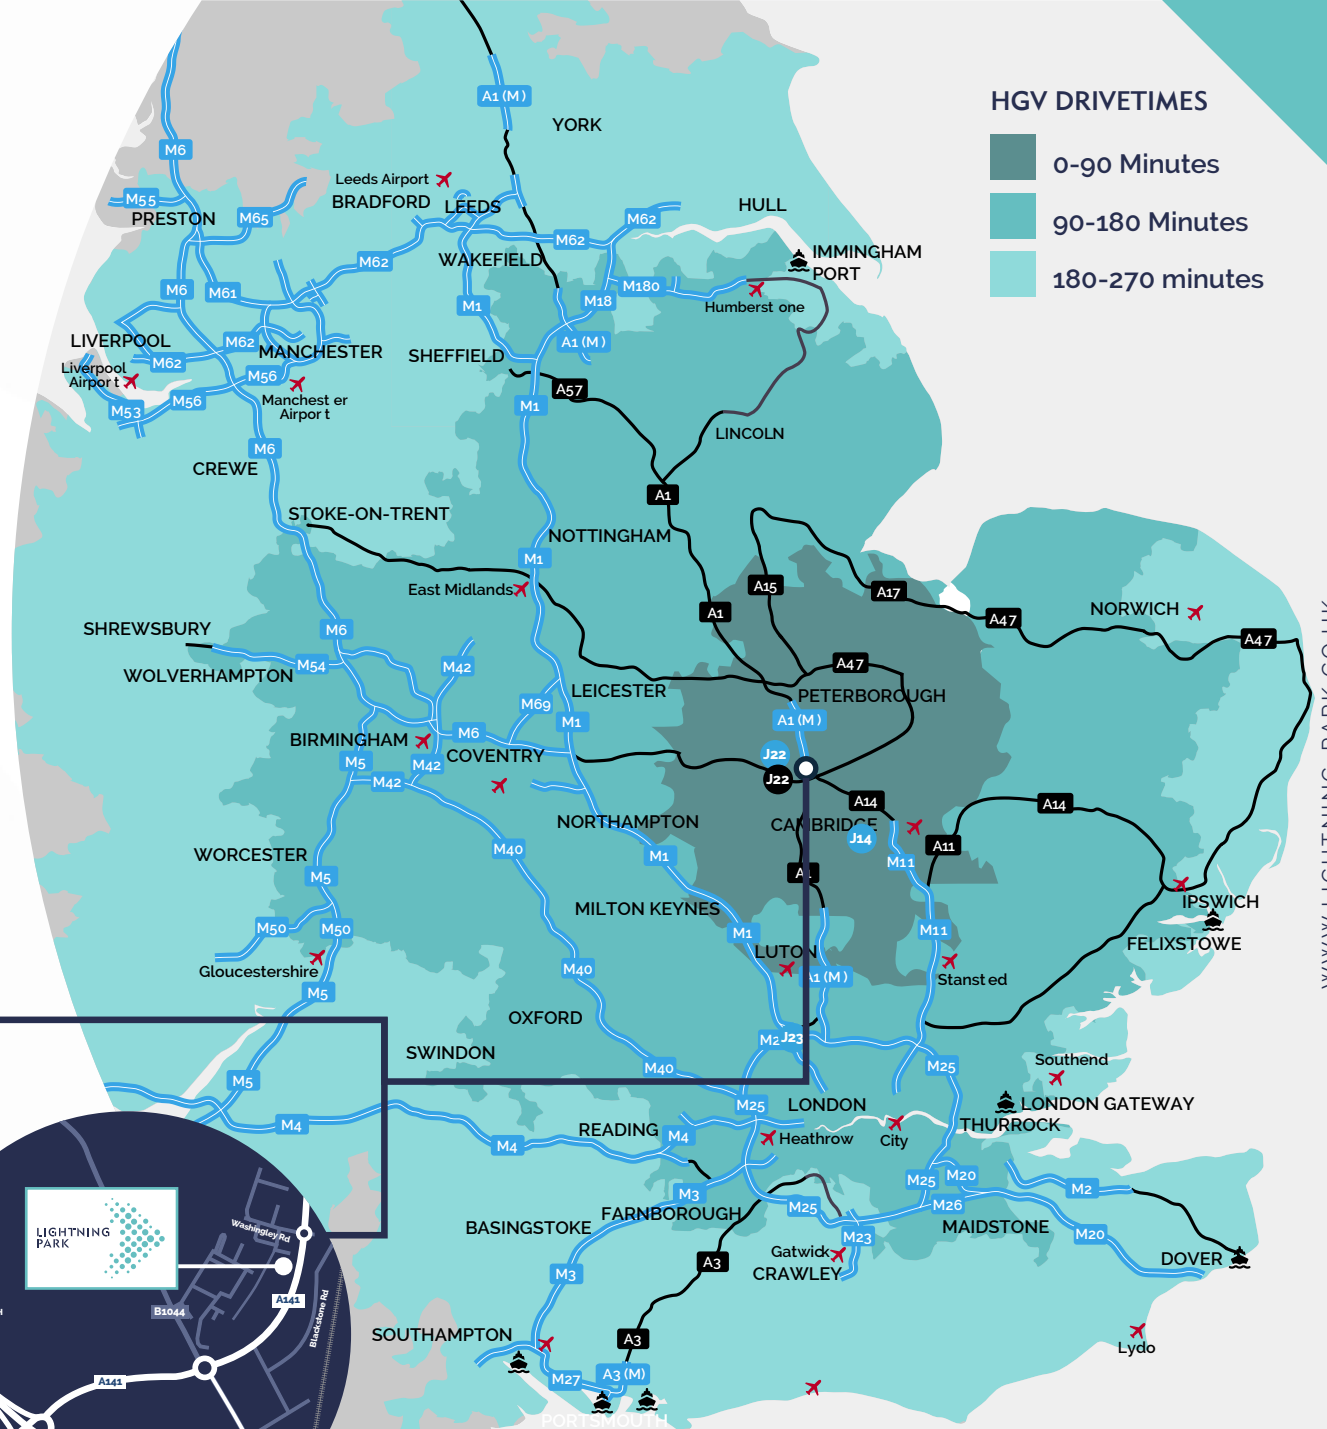 HGV DRIVETIMES
0-90 Minutes
90-180 Minutes
180-270 minutes
A1 (M )
YORK
M6
Leeds Airport
BRADFORD
LEEDS
M55
PRESTON
M65
HULL
M62
M62
WAKEFIELD
M62
IMMINGHAM
PORT
M6
M61
M1
M18
M180
Humberst one
LIVERPOOL
M62
M62
MANCHESTER
SHEFFIELD
A1 (M )
Liverpool
Airpor t
M56
M56
M53
Manchest er
Airpor t
A57
M1
LINCOLN
M6
CREWE
A1
STOKE-ON-TRENT
NOTTINGHAM
M1
East Midlands
A15
A17
A1
A47
NORWICH
A47
SHREWSBURY
M6
M54
WOLVERHAMPTON
M42
A47
LEICESTER
PETERBOROUGH
M69
M1
A1 (M )
BIRMINGHAM
M6
COVENTRY
M5
M42
M42
J22
J22
A14
A14
NORTHAMPTON
CAMBRIDGE
J14
A11
M40
M1
M11
WORCESTER
M5
A1
IPSWICH
MILTON KEYNES
M50
M50
M1
M11
FELIXSTOWE
LUTON
Gloucestershire
M40
A1 (M )
Stanst ed
M5
OXFORD
J23
SWINDON
M40
M25
Southend
M5
M25
LONDON
LONDON GATEWAY
THURROCK
M4
READING
M4
M4
Heathrow
City
M25
M20
M2
M3
M25
M26
FARNBOROUGH
BASINGSTOKE
MAIDSTONE
M20
M23
Gatwick
CRAWLEY
A3
DOVER
M3
SOUTHAMPTON
A3
Lydo
M27
A3 (M)
PORTSMOUTH
LIGHTNING
PARK
Washingley Rd
B1044
A141
Blackstone Rd
A141